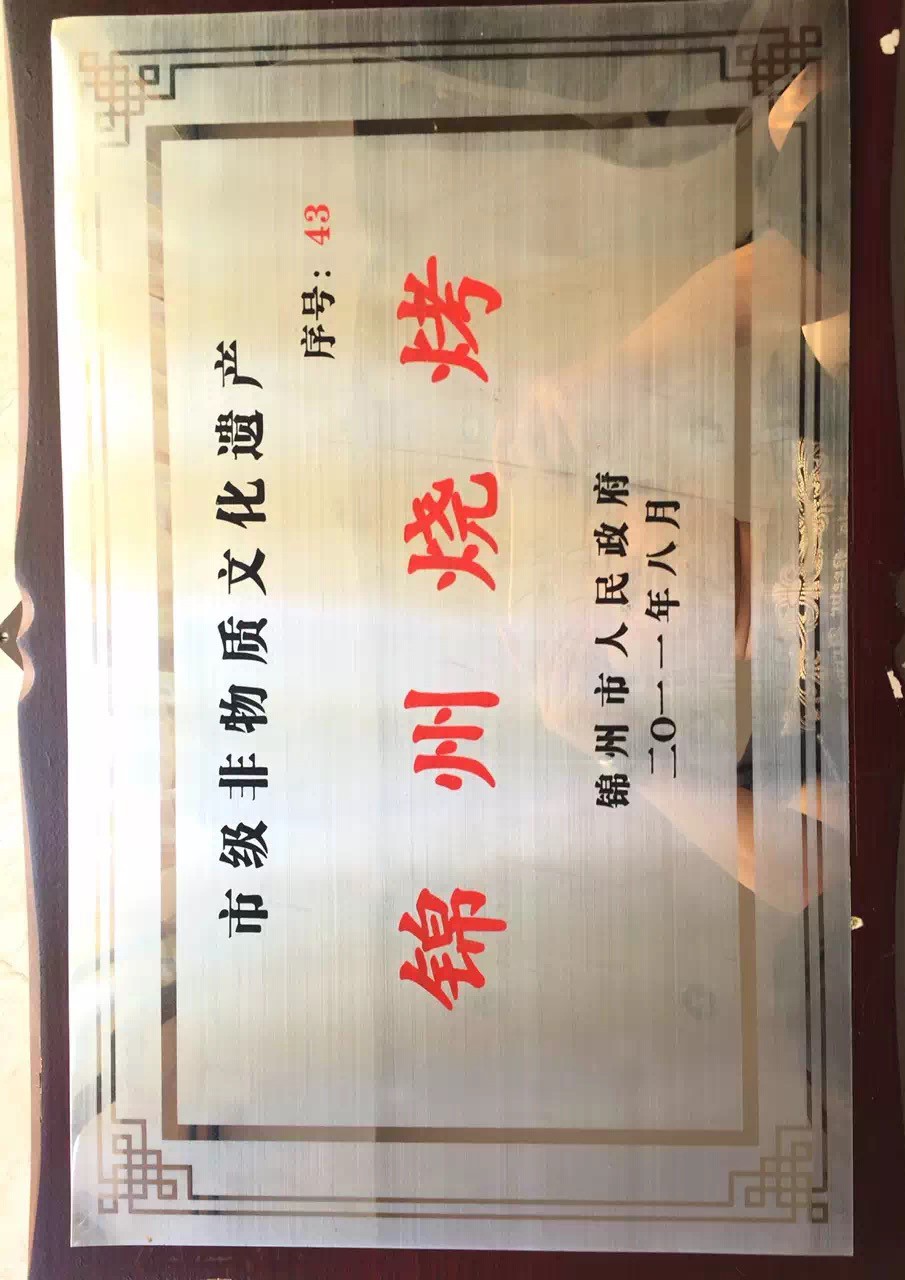 市级非物质文化遗产
序号：43
锦州烧烤
锦州市人民政府
二〇一一年八月